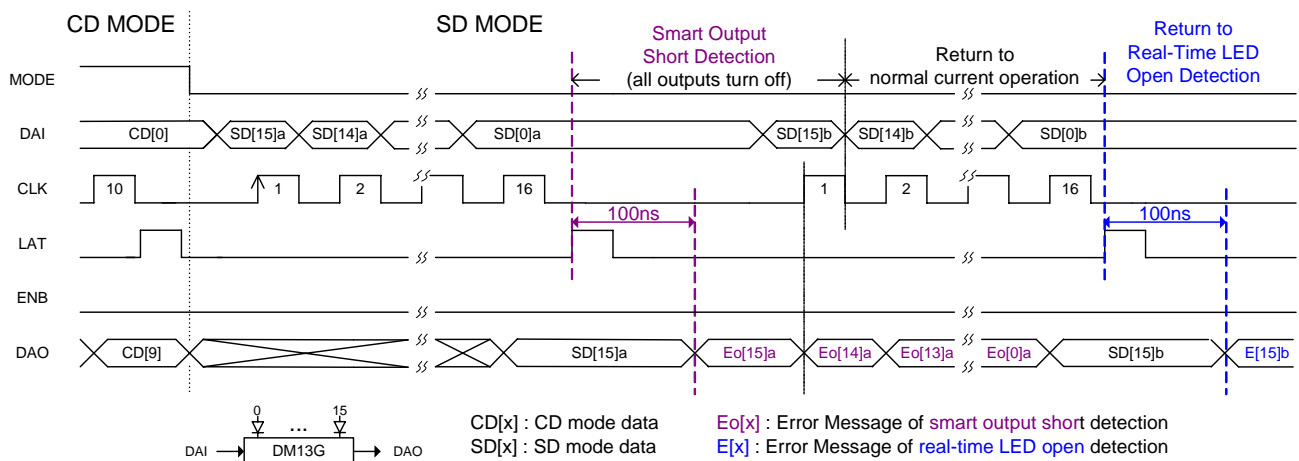 CD MODE
SD MODE
Smart Output
Short Detection
(all outputs turn off)
Return to
normal current operation
Return to
Real-Time LED
Open Detection
MODE
DAI
CD[0]
SD[15]a
SD[14]a
SD[0]a
SD[15]b
SD[14]b
SD[0]b
CLK
10
1
2
16
1
2
16
100ns
100ns
LAT
ENB
DAO
CD[9]
SD[15]a
Eo[15]a
Eo[14]a
Eo[13]a
Eo[0]a
SD[15]b
E[15]b
0
...
15
DAI
DM13G
DAO
CD[x] : CD mode data
SD[x] : SD mode data
Eo[x] : Error Message of smart output short detection
E[x] : Error Message of real-time LED open detection